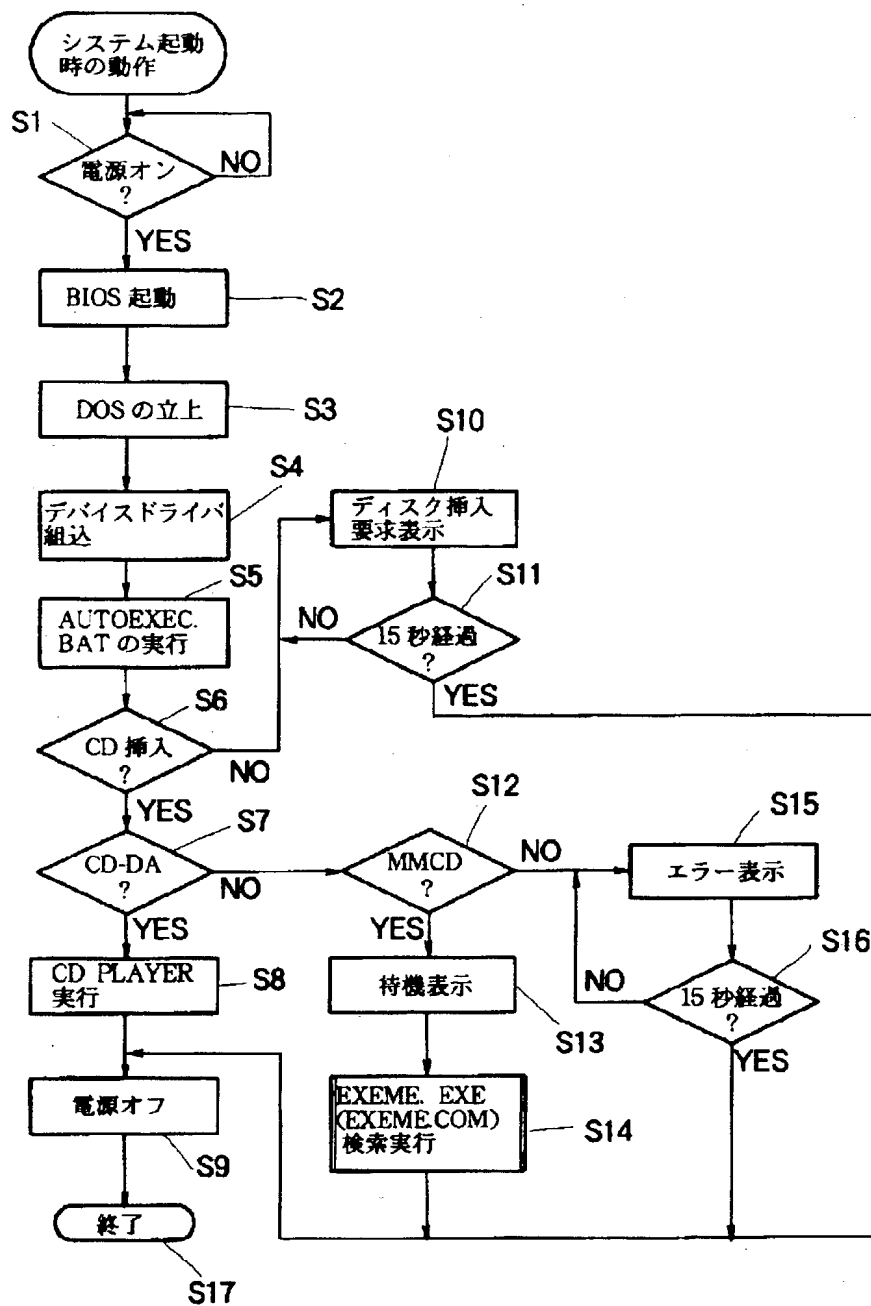 システム起動
時の動作
S1
電源オン
?
NO
YES
BIOS 起動
S2
DOS の立上
S3
デバイスドライバ
組込
S4
AUTOEXEC.
BAT の実行
S5
CD 挿入
?
S6
NO
YES
ディスク挿入
要求表示
S10
15 秒経過
?
S11
NO
YES
CD-DA
?
S7
NO
YES
MMCD
?
S12
NO
YES
エラー表示
S15
15 秒経過
?
S16
NO
YES
CD PLAYER
実行
S8
待機表示
S13
EXEME. EXE
(EXEME.COM)
検索実行
S14
電源オフ
S9
終了
S17